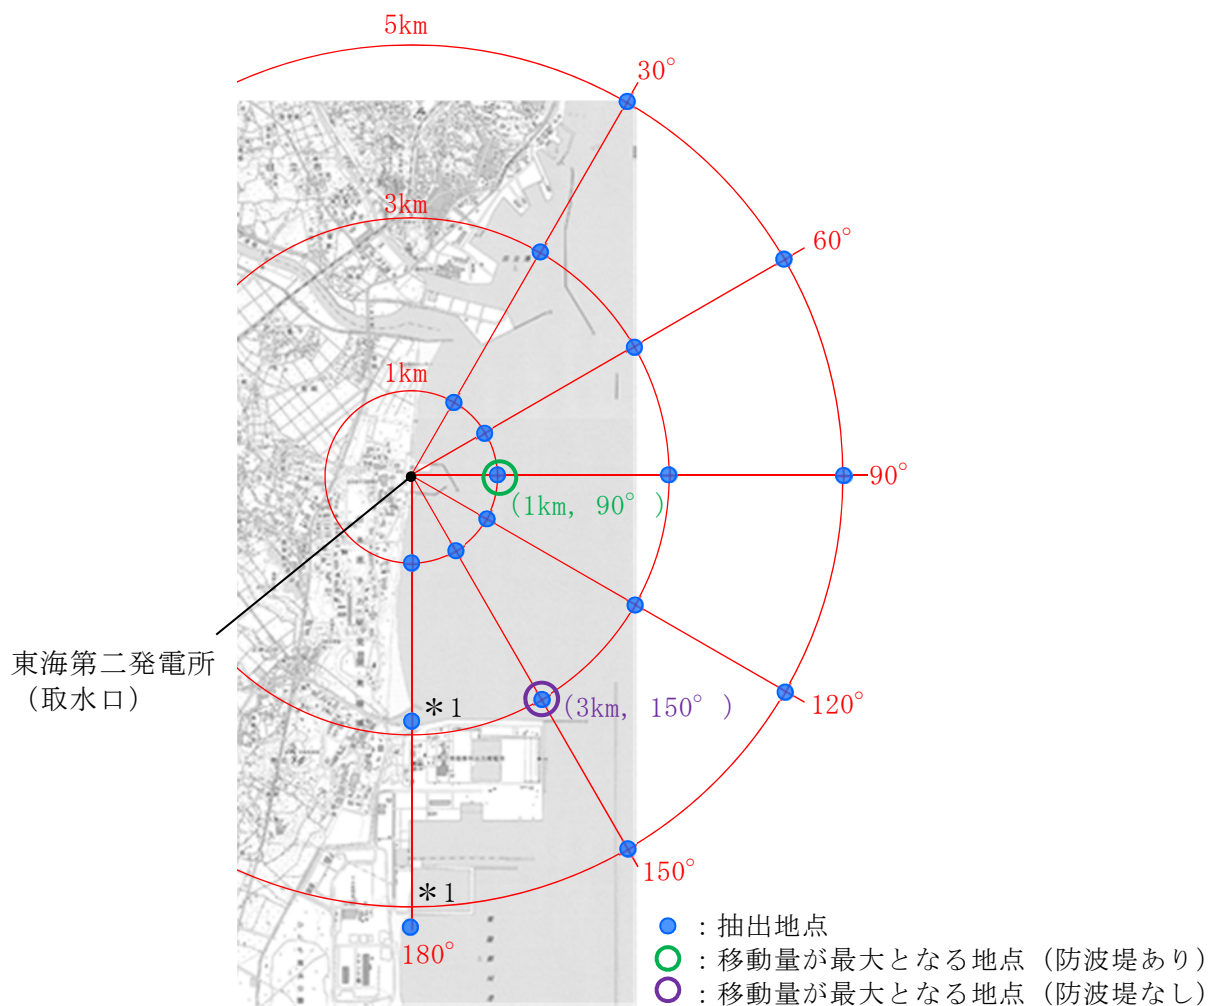 5km
30°
3km
60°
1km
90°
(1km, 90° )
東海第二発電所
（取水口）
＊1
(3km, 150° )
120°
150°
＊1
180°
：抽出地点
：移動量が最大となる地点（防波堤あり）
：移動量が最大となる地点（防波堤なし）